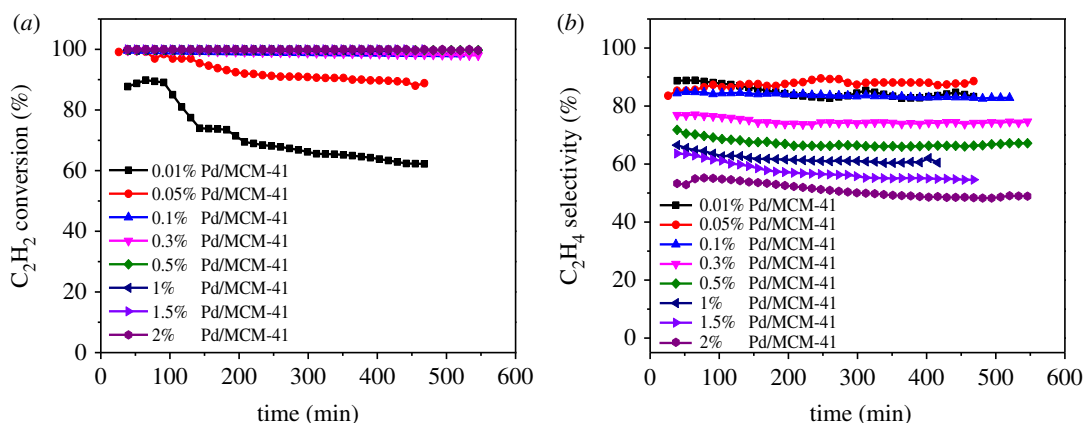 (a)
100
80
60
40
20
0
C2H2 conversion (%)
0.01% Pd/MCM-41
0.05% Pd/MCM-41
0.1% Pd/MCM-41
0.3% Pd/MCM-41
0.5% Pd/MCM-41
1% Pd/MCM-41
1.5% Pd/MCM-41
2% Pd/MCM-41
0 100 200 300 400 500 600
time (min)
(b)
100
80
60
40
20
0
C2H4 selectivity (%)
0.01% Pd/MCM-41
0.05% Pd/MCM-41
0.1% Pd/MCM-41
0.3% Pd/MCM-41
0.5% Pd/MCM-41
1% Pd/MCM-41
1.5% Pd/MCM-41
2% Pd/MCM-41
0 100 200 300 400 500 600
time (min)